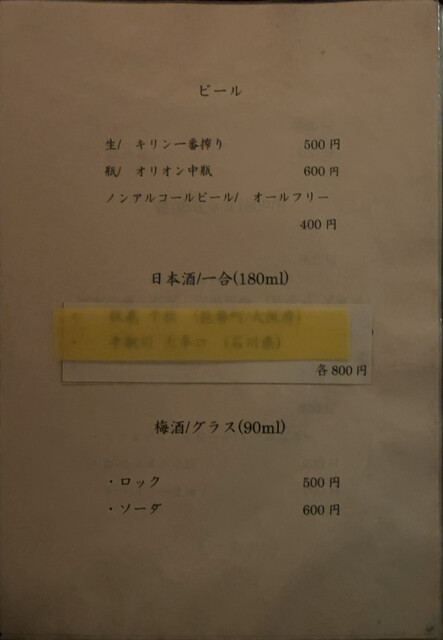 ビール
生/ キリン一番搾り 500円
瓶/ オリオン中瓶 600円
ノンアルコールビール/ オールフリー
400円
日本酒/一合(180ml)
各800円
梅酒/グラス(90ml)
・ロック 500円
・ソーダ 600円